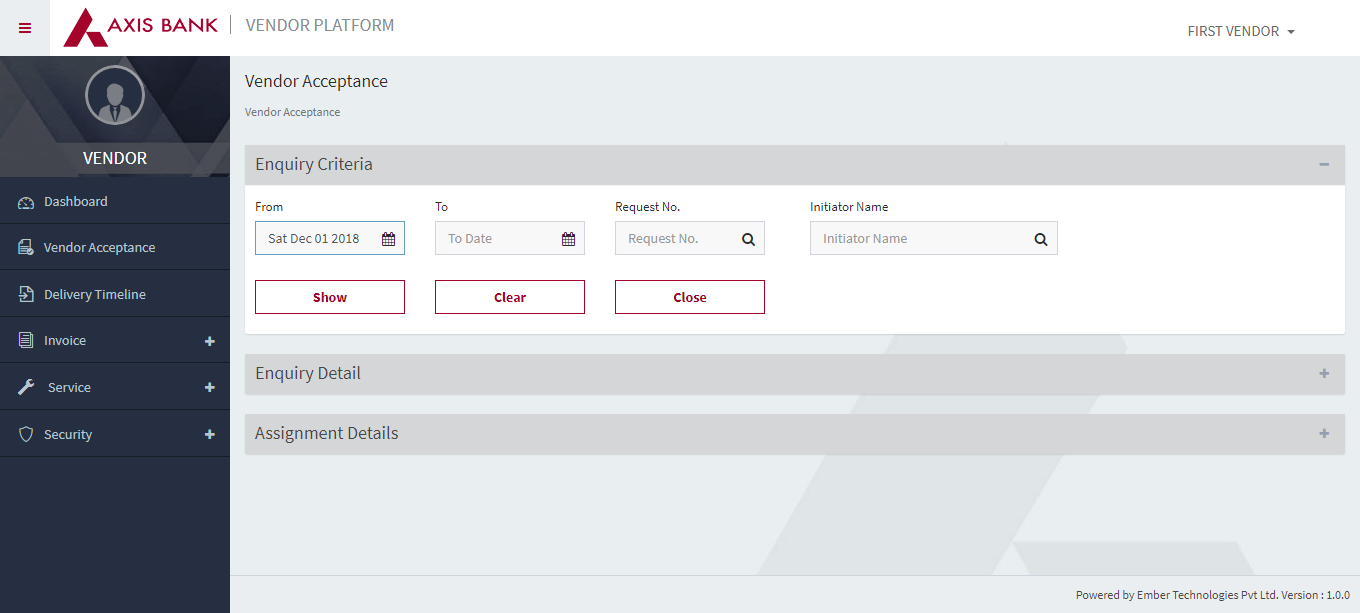 AXIS BANK | VENDOR PLATFORM
FIRST VENDOR
VENDOR
Dashboard
Vendor Acceptance
Delivery Timeline
Invoice
Service
Security
Vendor Acceptance
Vendor Acceptance
Enquiry Criteria
From
To
Request No.
Initiator Name
Sat Dec 01 2018
To Date
Request No.
Initiator Name
Show
Clear
Close
Enquiry Detail
Assignment Details
Powered by Ember Technologies Pvt Ltd. Version : 1.0.0